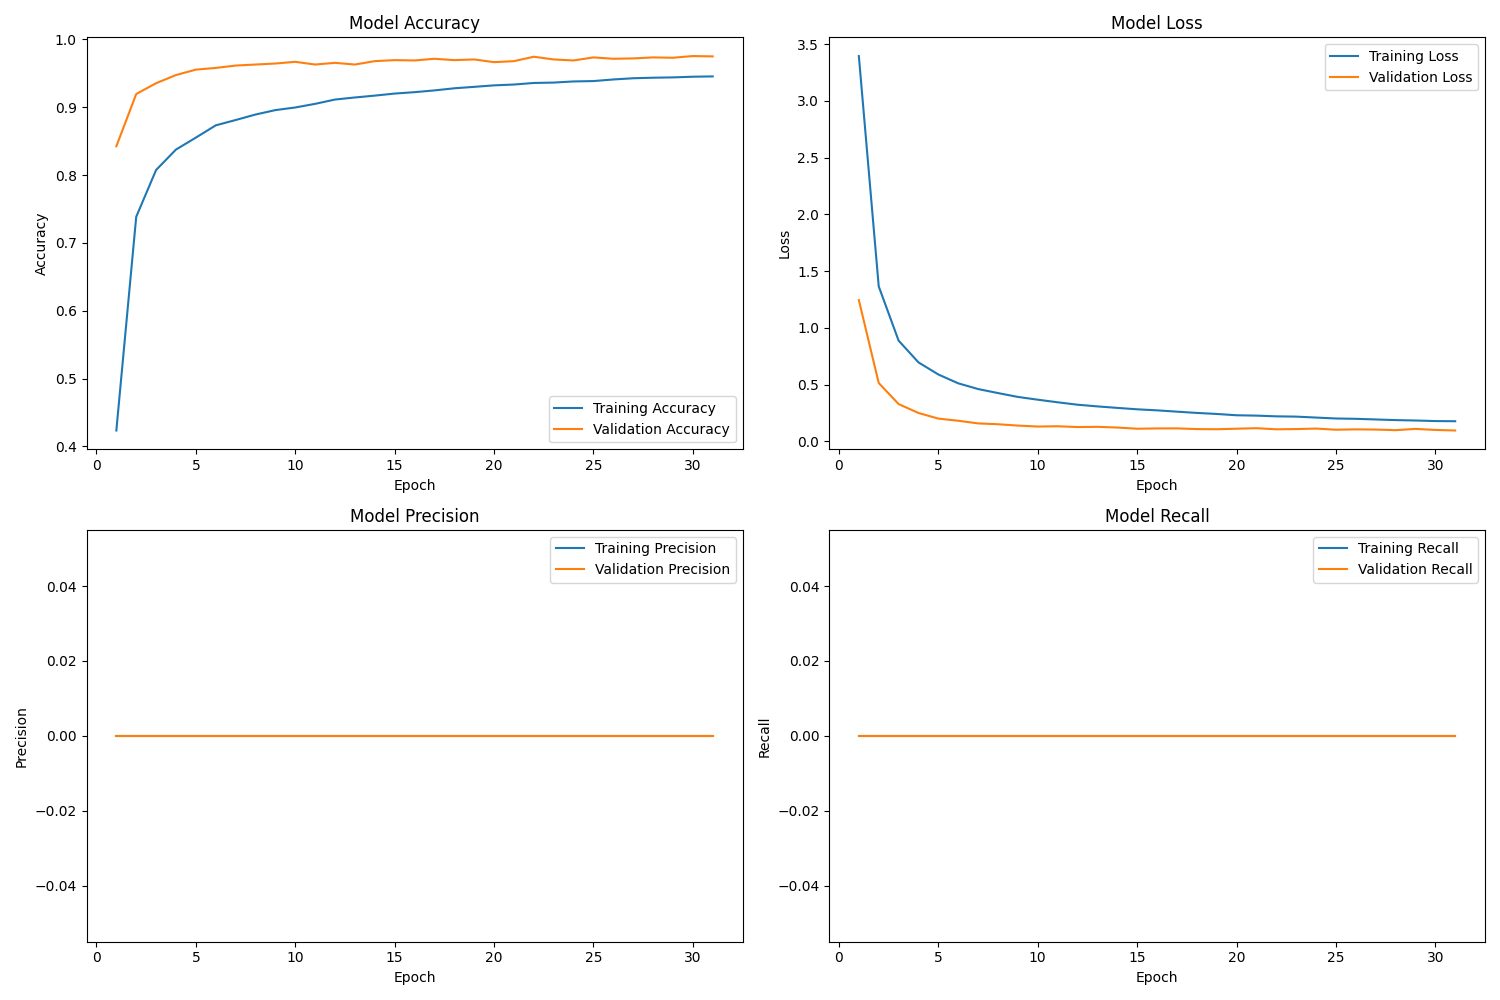 Model Accuracy
1.0
0.9
0.8
0.7
0.6
0.5
0.4
Accuracy
Training Accuracy
Validation Accuracy
0 5 10 15 20 25 30
Epoch
Model Loss
3.5
3.0
2.5
2.0
1.5
1.0
0.5
0.0
Loss
Training Loss
Validation Loss
0 5 10 15 20 25 30
Epoch
Model Precision
0.04
0.02
0.00
−0.02
−0.04
Precision
Training Precision
Validation Precision
0 5 10 15 20 25 30
Epoch
Model Recall
0.04
0.02
0.00
−0.02
−0.04
Recall
Training Recall
Validation Recall
0 5 10 15 20 25 30
Epoch